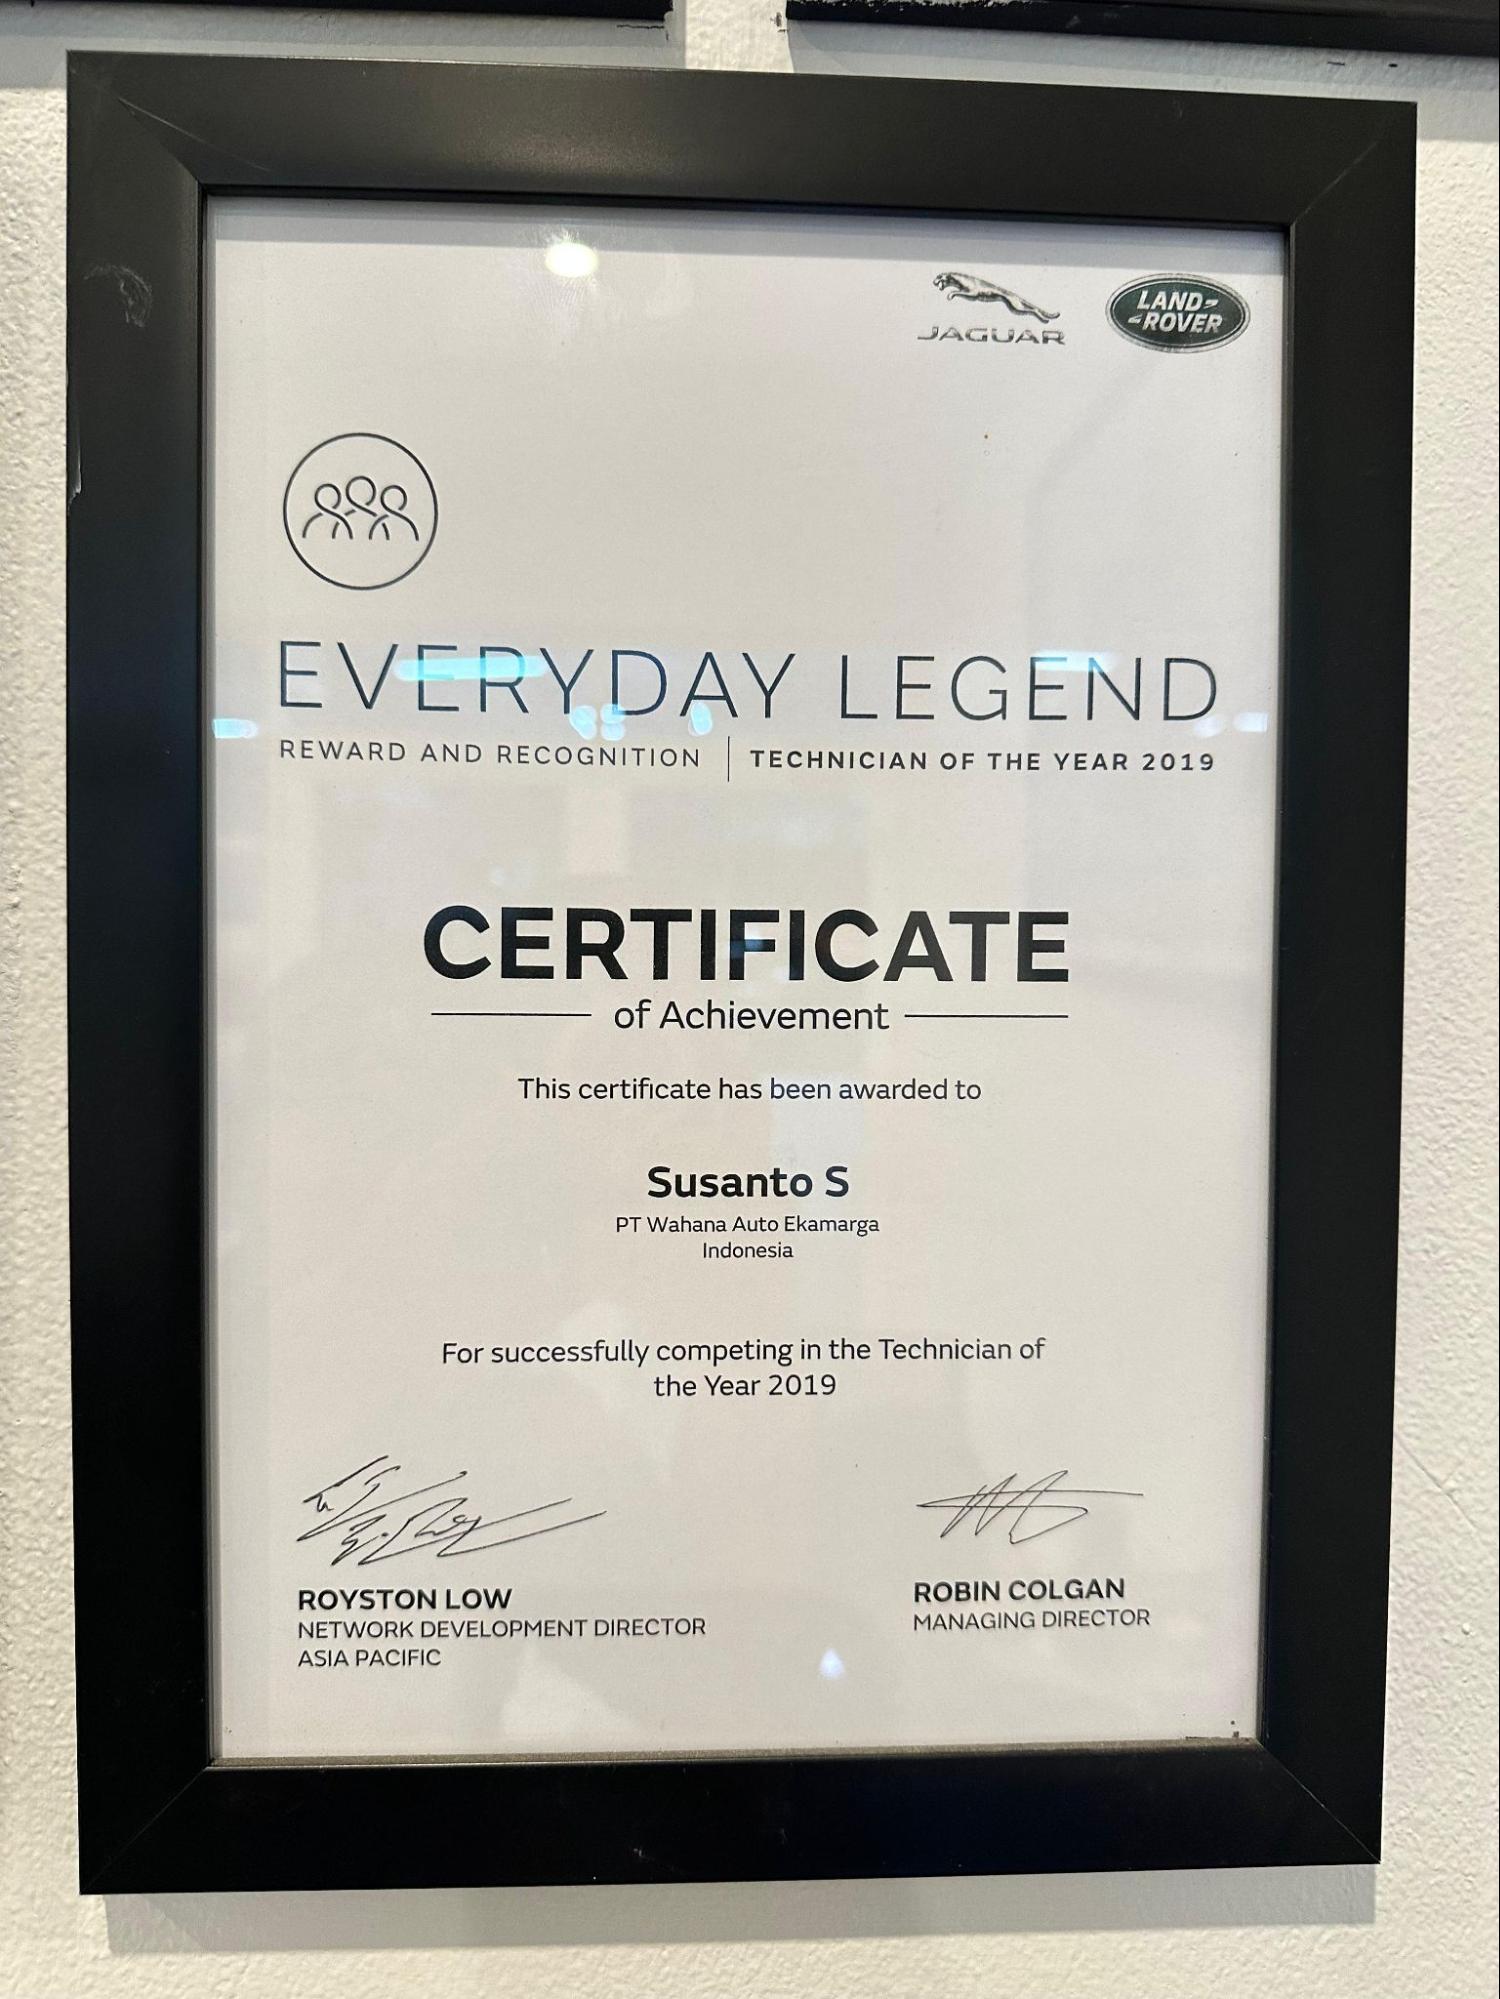 JAGUAR
LAND-
-ROVER
EVERYDAY LEGEND
REWARD AND RECOGNITION | TECHNICIAN OF THE YEAR 2019
CERTIFICATE
of Achievement
This certificate has been awarded to
Susanto S
PT Wahana Auto Ekamarga
Indonesia
For successfully competing in the Technician of
the Year 2019
ROYSTON LOW
NETWORK DEVELOPMENT DIRECTOR
ASIA PACIFIC
ROBIN COLGAN
MANAGING DIRECTOR